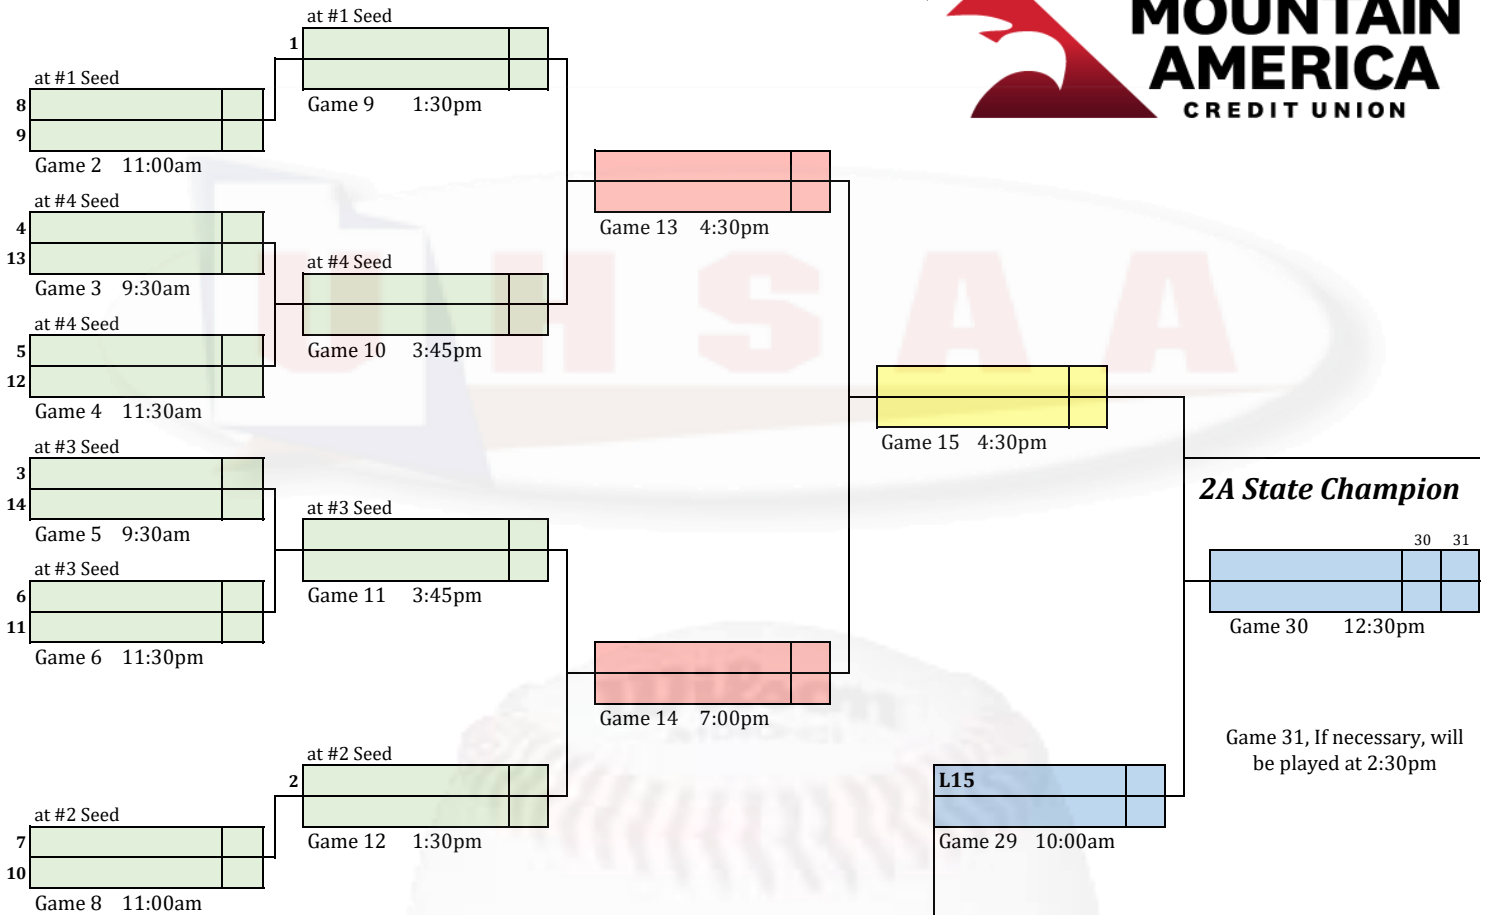 MOUNTAIN
AMERICA
CREDIT UNION
at #1 Seed
1
Game 9 1:30pm
at #1 Seed
8
9
Game 2 11:00am
at #4 Seed
4
13
Game 3 9:30am
at #4 Seed
5
12
Game 4 11:30am
at #4 Seed
Game 10 3:45pm
Game 13 4:30pm
UHSAA
at #3 Seed
3
14
Game 5 9:30am
at #3 Seed
6
11
Game 6 11:30pm
at #3 Seed
Game 11 3:45pm
Game 14 7:00pm
Game 15 4:30pm
2A State Champion
30 31
Game 30 12:30pm
Game 31, If necessary, will
be played at 2:30pm
at #2 Seed
2
Game 12 1:30pm
at #2 Seed
7
10
Game 8 11:00am
L15
Game 29 10:00am